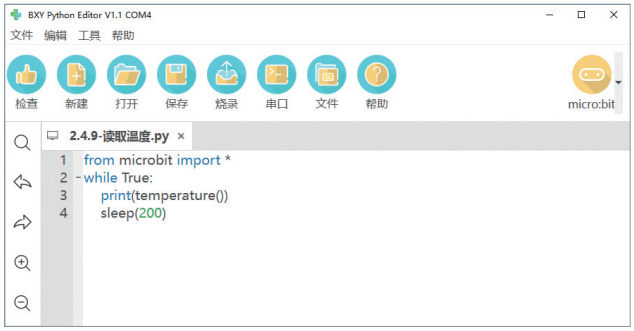 BXY Python Editor V1.1 COM4
文件 编辑 工具 帮助
检查 新建 打开 保存 烧录 串口 文件 帮助 micro:bit
2.4.9-读取温度.py ×
1 from microbit import *
2 while True:
3 print(temperature())
4 sleep(200)